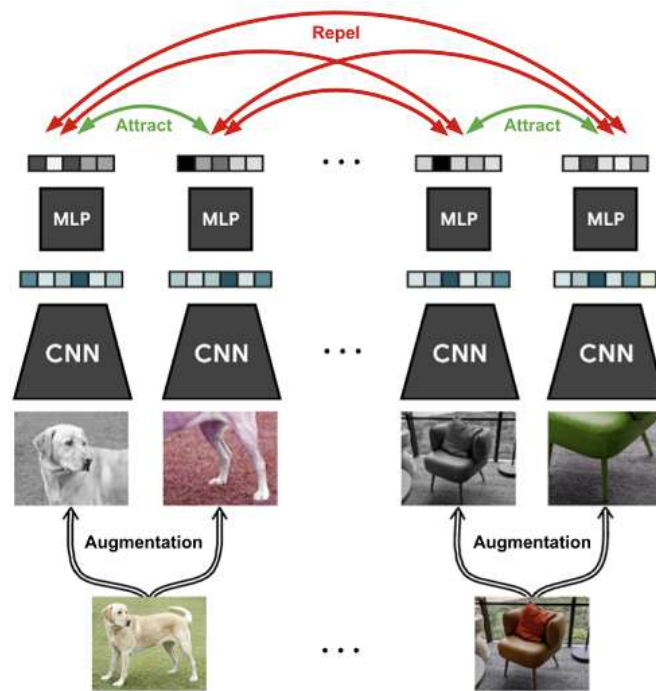 Repel
Attract
Attract
. . .
MLP
MLP
MLP
MLP
CNN
CNN
. . .
CNN
CNN
Augmentation
Augmentation
. . .